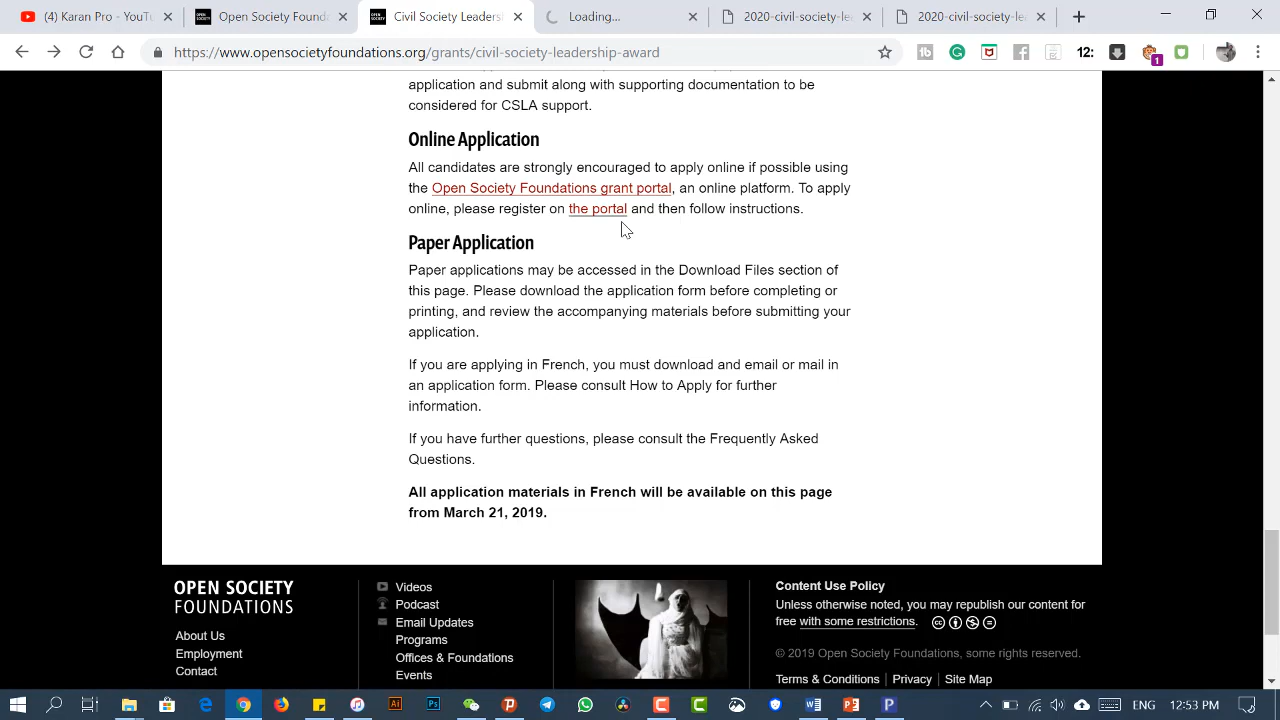 (4) Karan
OPEN Open Society Foundation:
OPEN Civil Society Leadership
Loading...
2020-civil-society
2020-civil-society
https://www.opensocietyfoundations.org/grants/civil-society-leadership-award
12:
1
application and submit along with supporting documentation to be
considered for CSLA support.
Online Application
All candidates are strongly encouraged to apply online if possible using
the Open Society Foundations grant portal, an online platform. To apply
online, please register on the portal and then follow instructions.
Paper Application
Paper applications may be accessed in the Download Files section of
this page. Please download the application form before completing or
printing, and review the accompanying materials before submitting your
application.
If you are applying in French, you must download and email or mail in
an application form. Please consult How to Apply for further
information.
If you have further questions, please consult the Frequently Asked
Questions.
All application materials in French will be available on this page
from March 21, 2019.
OPEN SOCIETY
FOUNDATIONS
About Us
Employment
Contact
Videos
Podcast
Email Updates
Programs
Offices & Foundations
Events
Content Use Policy
Unless otherwise noted, you may republish our content for
free with some restrictions.
© 2019 Open Society Foundations, some rights reserved.
Terms & Conditions | Privacy | Site Map
ENG 12:53 PM